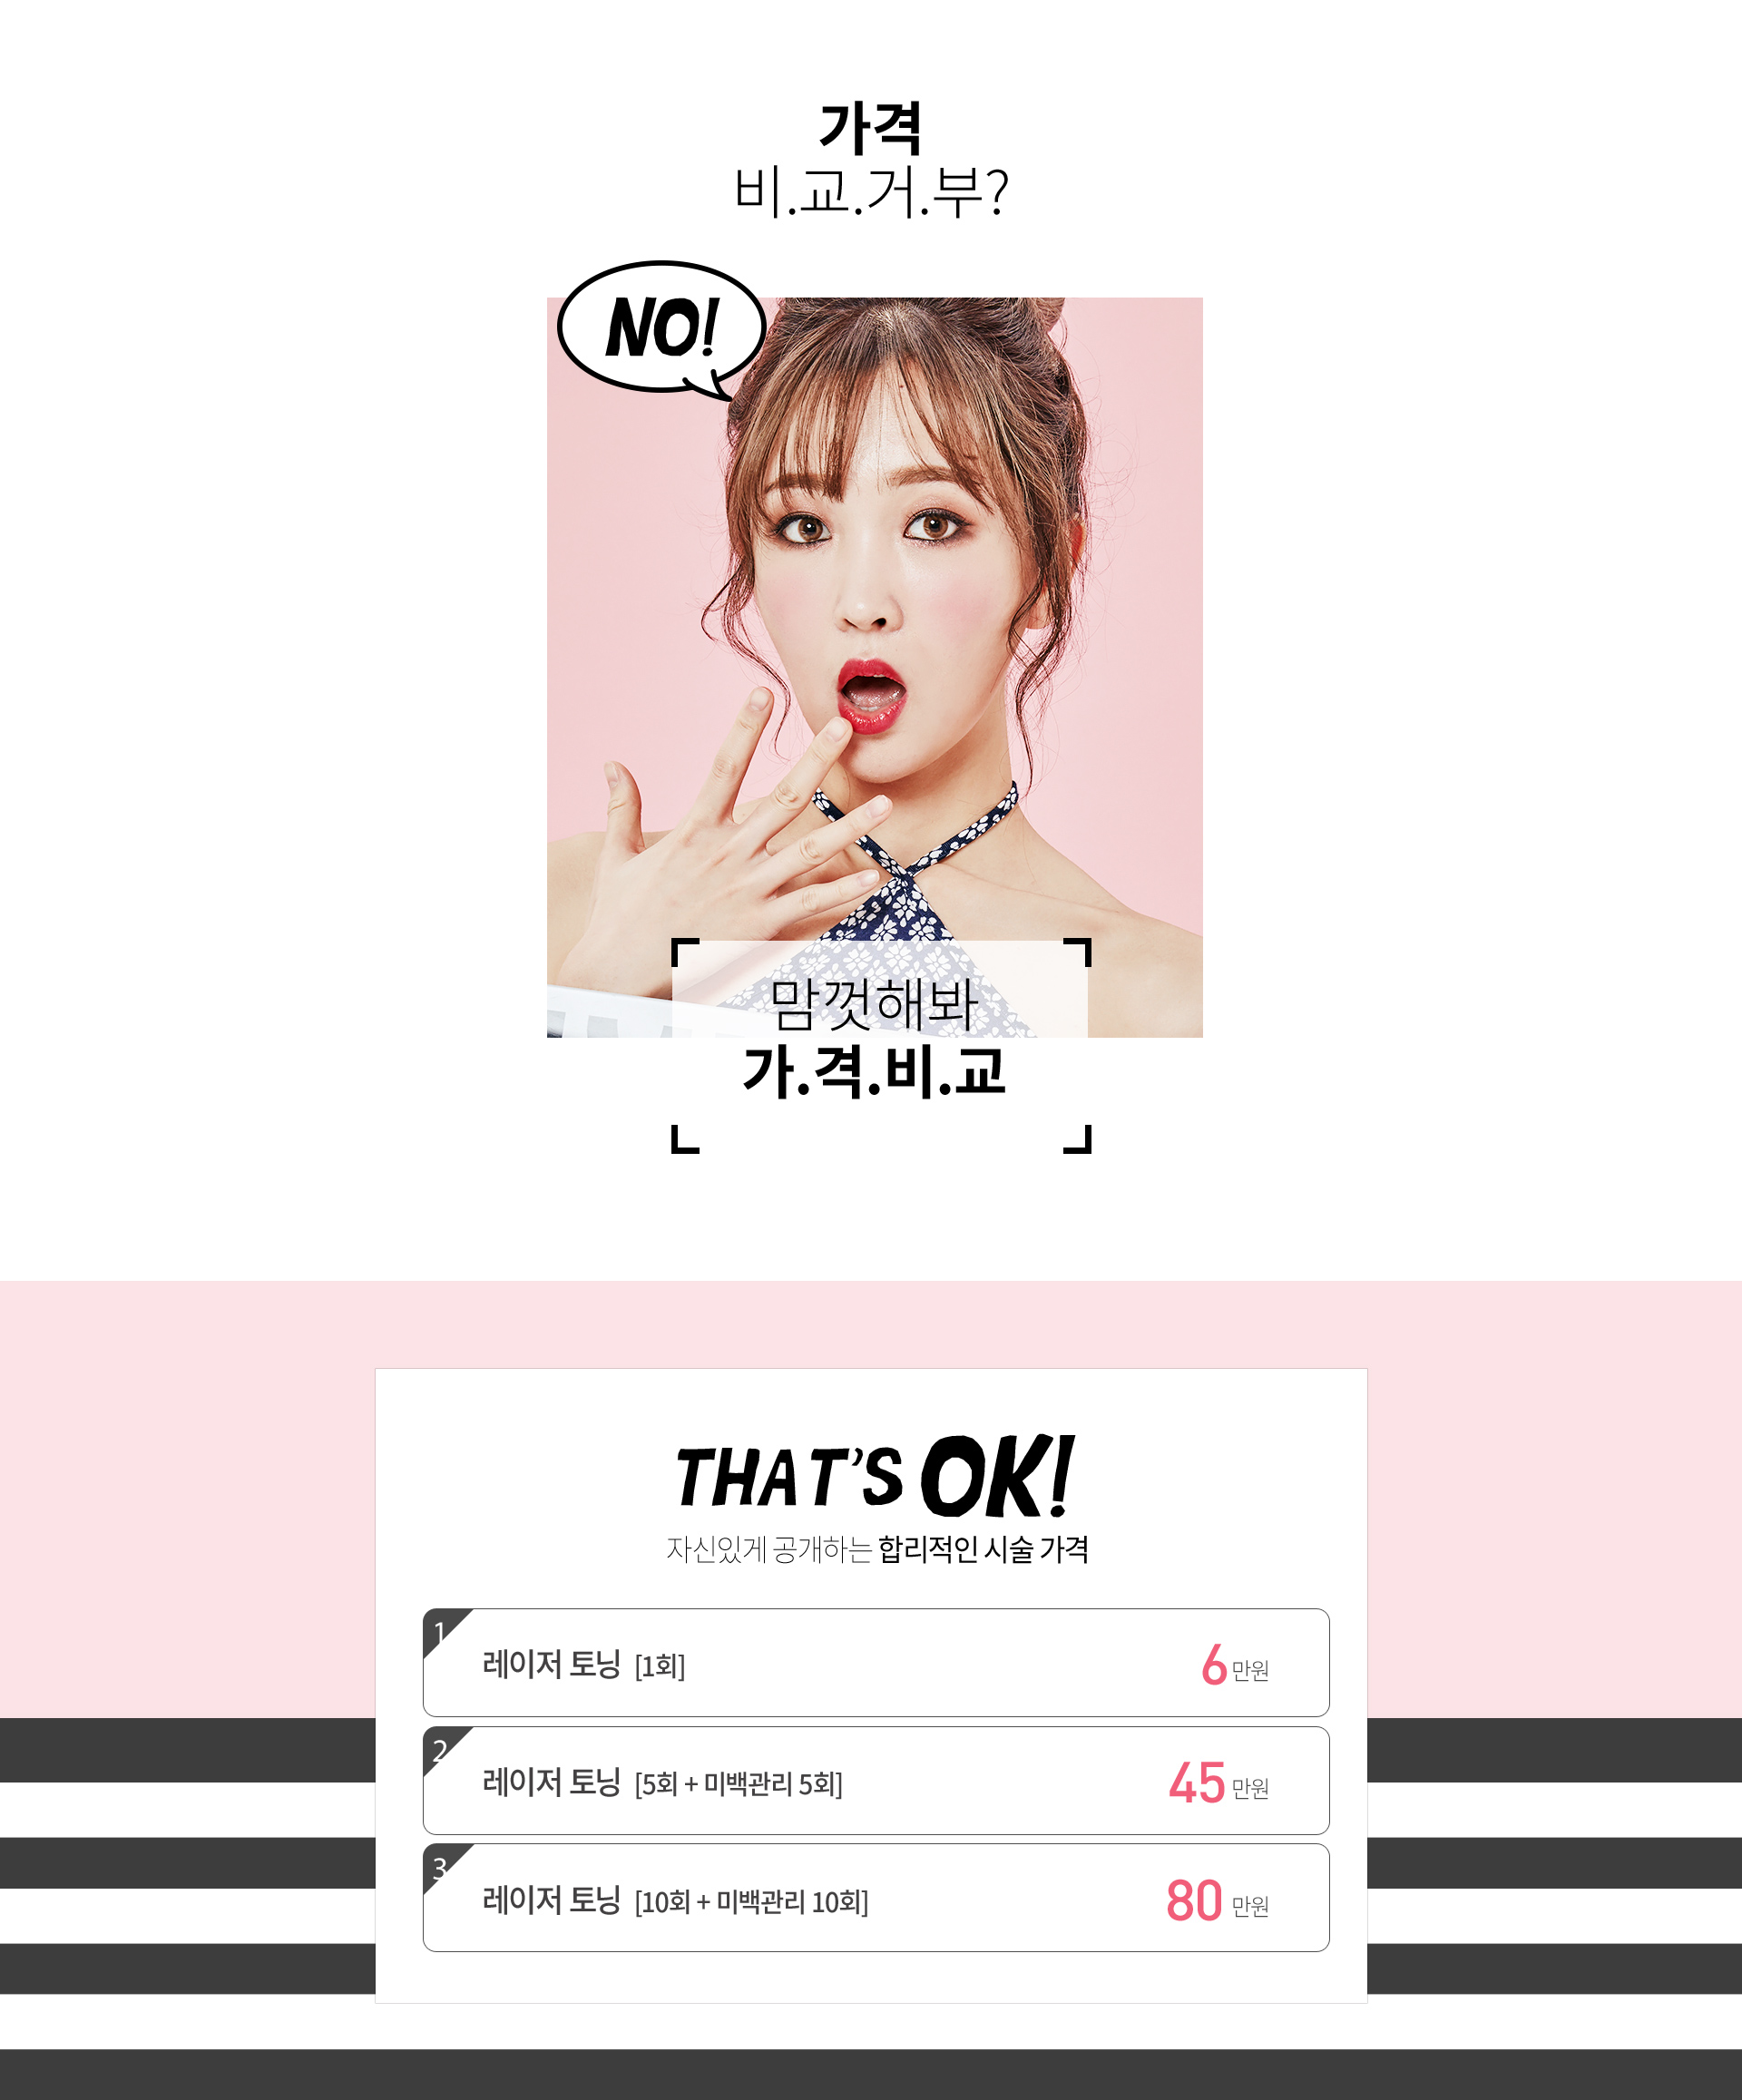 가격
비.교.거.부?
NO!
맘껏해봐
가.격.비.교
THAT'S OK!
자신있게 공개하는 합리적인 시술 가격
1
레이저 토닝 [1회]
6 만원
2
레이저 토닝 [5회 + 미백관리 5회]
45 만원
3
레이저 토닝 [10회 + 미백관리 10회]
80 만원